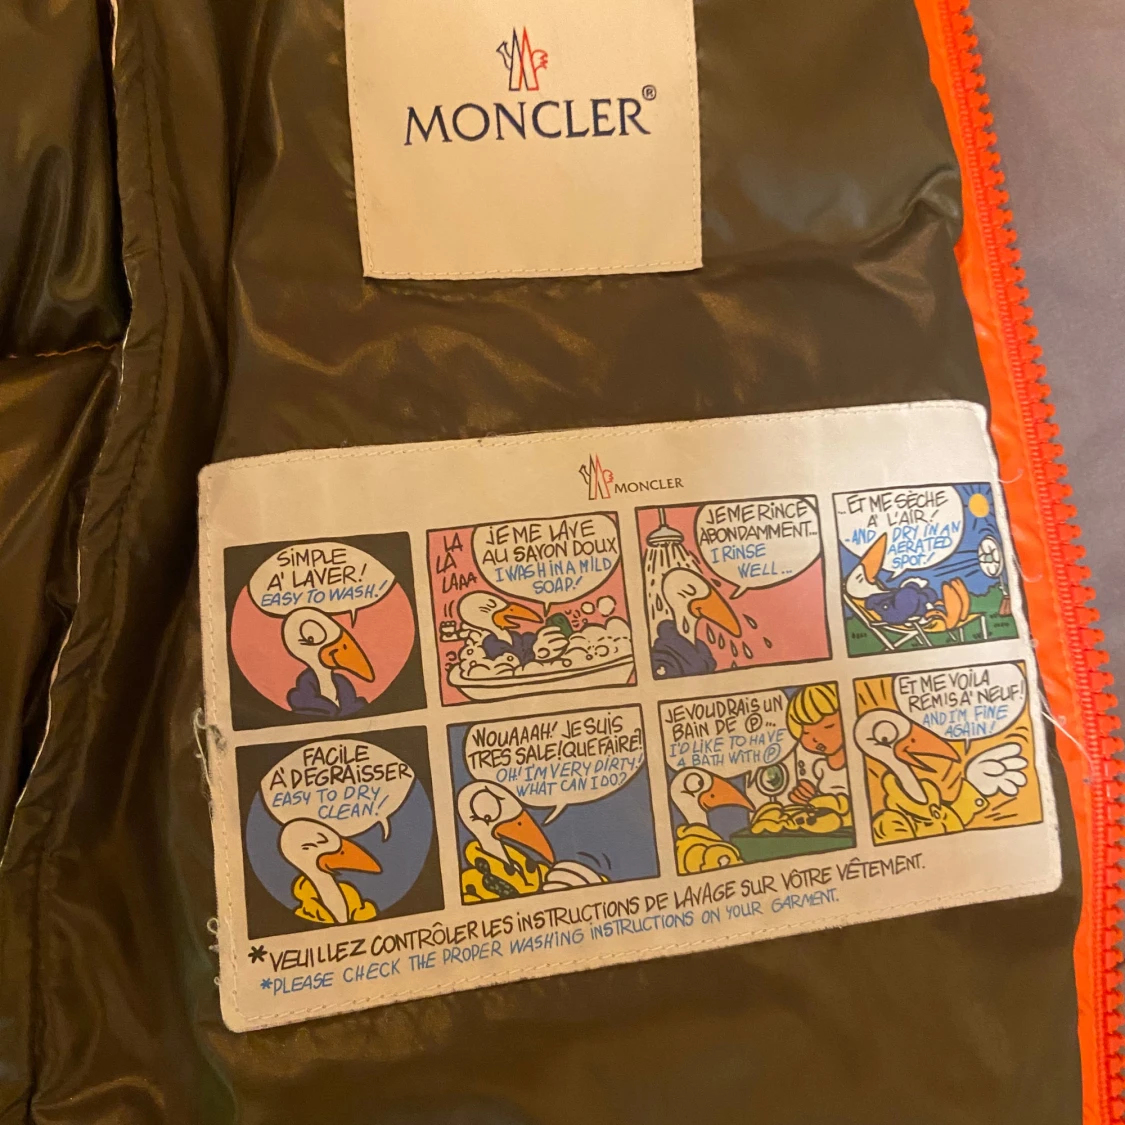 MONCLER®
MONCLER
SIMPLE
A' LAVER!
EASY TO WASH!
LA
LA
LAAA
JE ME LAVE
AU SAVON DOUX
I WASH IN A MILD
SOAP!
JE ME RINCE
ABONDAMMENT...
I RINSE
WELL...
...ET ME SÈCHE
A' L'AIR!
-AND DRY IN AN
AERATED
SPOT!
FACILE
A' DEGRAISSER
EASY TO DRY
CLEAN!
WOUAAAH! JE SUIS
TRES SALE! QUE FAIRE!
OH! I'M VERY DIRTY!
WHAT CAN I DO?
JE VOUDRAIS UN
BAIN DE Ⓟ...
I'D LIKE TO HAVE
A BATH WITH Ⓟ
ET ME VOILA
REMIS A' NEUF!
AND I'M FINE
AGAIN!
*VEUILLEZ CONTRÔLER LES INSTRUCTIONS DE LAVAGE SUR VÔTRE VÊTEMENT.
*PLEASE CHECK THE PROPER WASHING INSTRUCTIONS ON YOUR GARMENT.